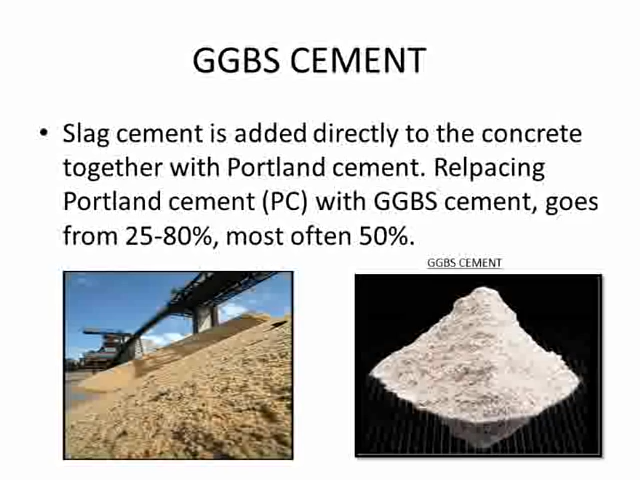 GGBS CEMENT
• Slag cement is added directly to the concrete
together with Portland cement. Relpacing
Portland cement (PC) with GGBS cement, goes
from 25-80%, most often 50%.
GGBS CEMENT